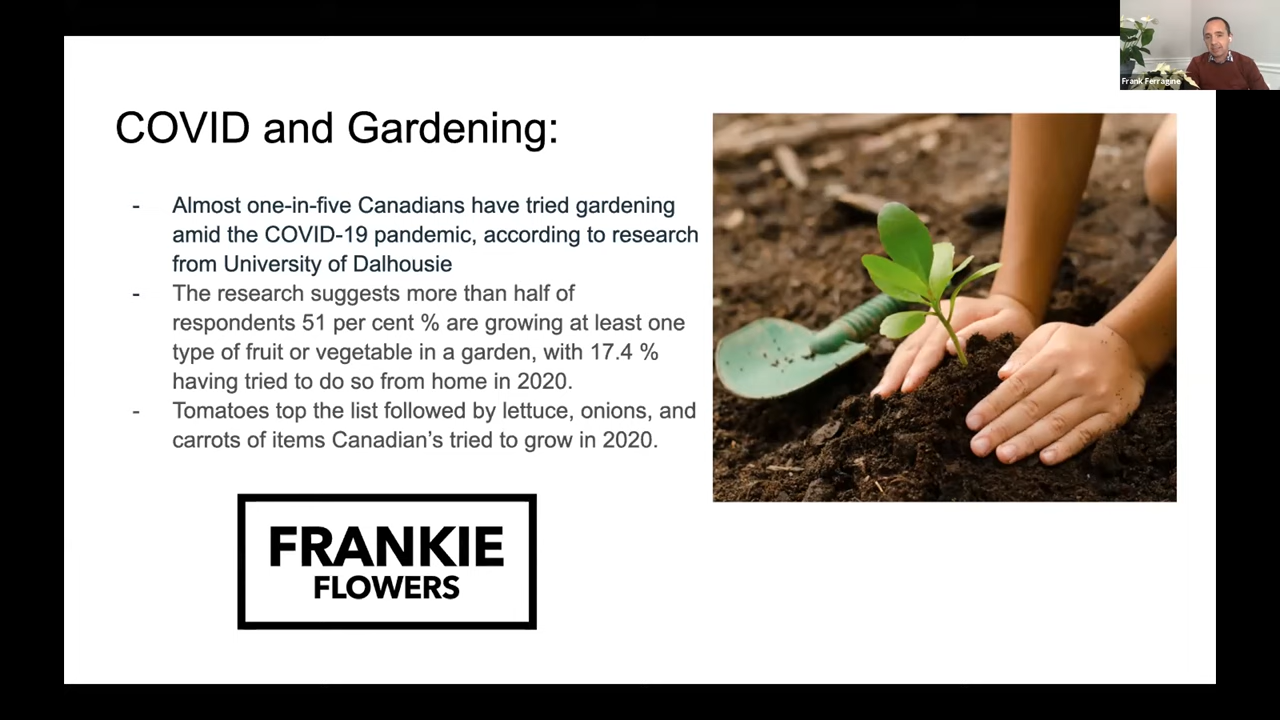 Frank Ferragine
COVID and Gardening:
- Almost one-in-five Canadians have tried gardening
amid the COVID-19 pandemic, according to research
from University of Dalhousie
- The research suggests more than half of
respondents 51 per cent % are growing at least one
type of fruit or vegetable in a garden, with 17.4 %
having tried to do so from home in 2020.
- Tomatoes top the list followed by lettuce, onions, and
carrots of items Canadian’s tried to grow in 2020.
FRANKIE
FLOWERS